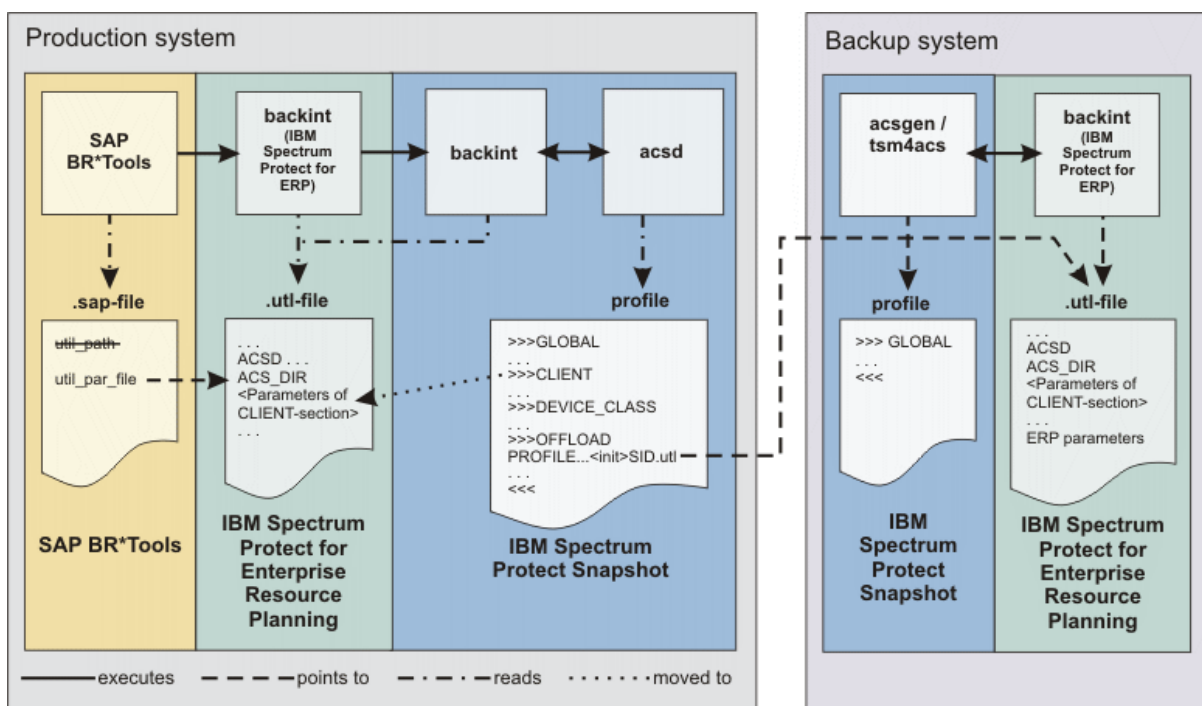 Production system
SAP
BR*Tools
backint
(IBM
Spectrum
Protect for
ERP)
backint
acsd
.sap-file
.utl-file
profile
util_path
util_par_file
. . .
ACSD . . .
ACS_DIR
<Parameters of
CLIENT-section>
. . .
>>>GLOBAL
. . .
>>>CLIENT
. . .
>>>DEVICE_CLASS
. . .
>>>OFFLOAD
PROFILE...<init>SID.utl
. . .
<<<
SAP BR*Tools
IBM Spectrum
Protect for
Enterprise
Resource
Planning
IBM Spectrum
Protect Snapshot
executes
points to
reads
moved to
Backup system
acsgen /
tsm4acs
backint
(IBM
Spectrum
Protect for
ERP)
profile
.utl-file
>>> GLOBAL
. . .
<<<
. . .
ACSD
ACS_DIR
<Parameters of
CLIENT-section>
. . .
ERP parameters
IBM
Spectrum
Protect
Snapshot
IBM Spectrum
Protect for
Enterprise
Resource
Planning